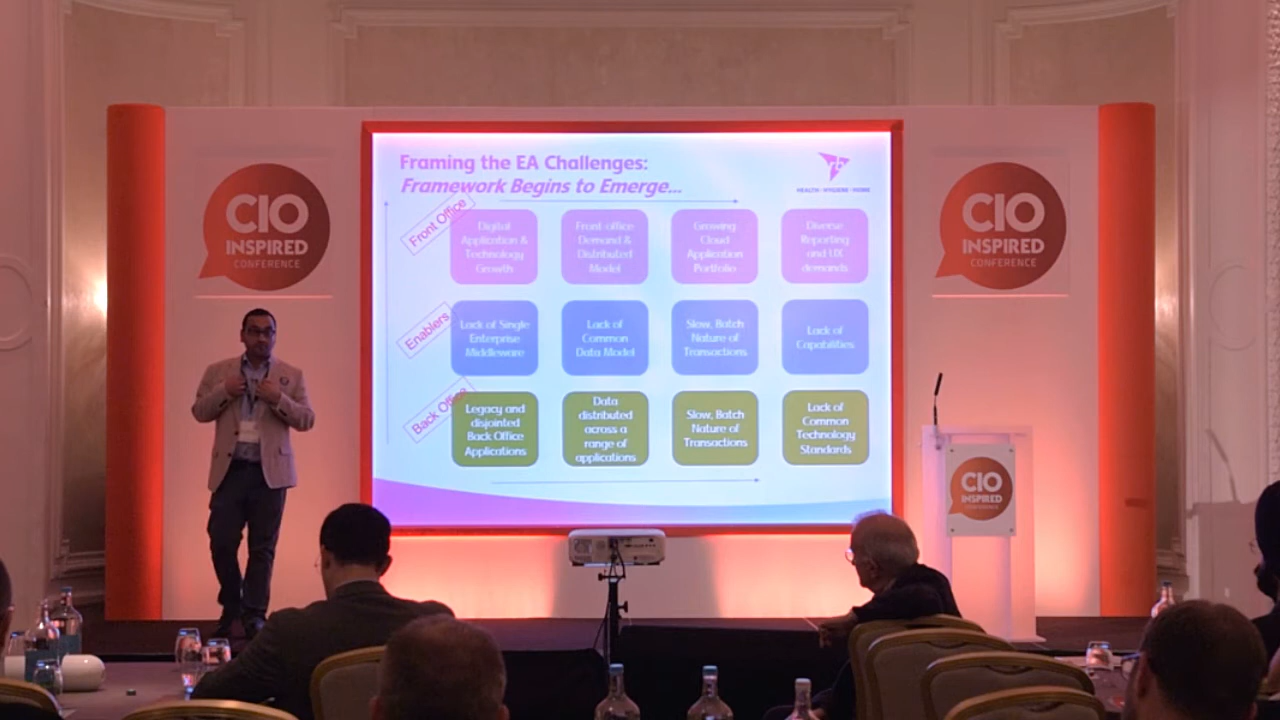 CIO
INSPIRED
CONFERENCE
Framing the EA Challenges:
Framework Begins to Emerge...
rb
HEALTH • HYGIENE • HOME
Front Office
Digital
Application &
Technology
Growth
Front-office
Demand &
Distributed
Model
Growing
Cloud
Application
Portfolio
Diverse
Reporting
and UX
demands
Enablers
Lack of Single
Enterprise
Middleware
Lack of
Common
Data Model
Slow, Batch
Nature of
Transactions
Lack of
Capabilities
Back Office
Legacy and
disjointed
Back Office
Applications
Data
distributed
across a
range of
applications
Slow, Batch
Nature of
Transactions
Lack of
Common
Technology
Standards
CIO
INSPIRED
CONFERENCE
CIO
INSPIRED
CONFERENCE